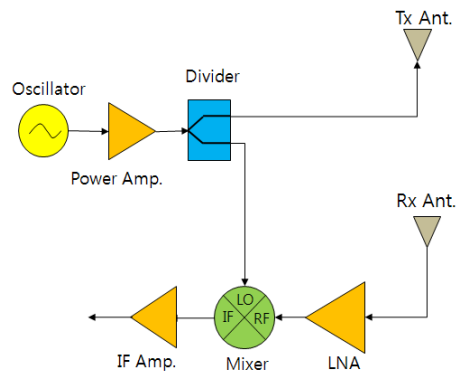 Tx Ant.
Divider
Oscillator
Power Amp.
Rx Ant.
LO
IF
RF
IF Amp.
Mixer
LNA